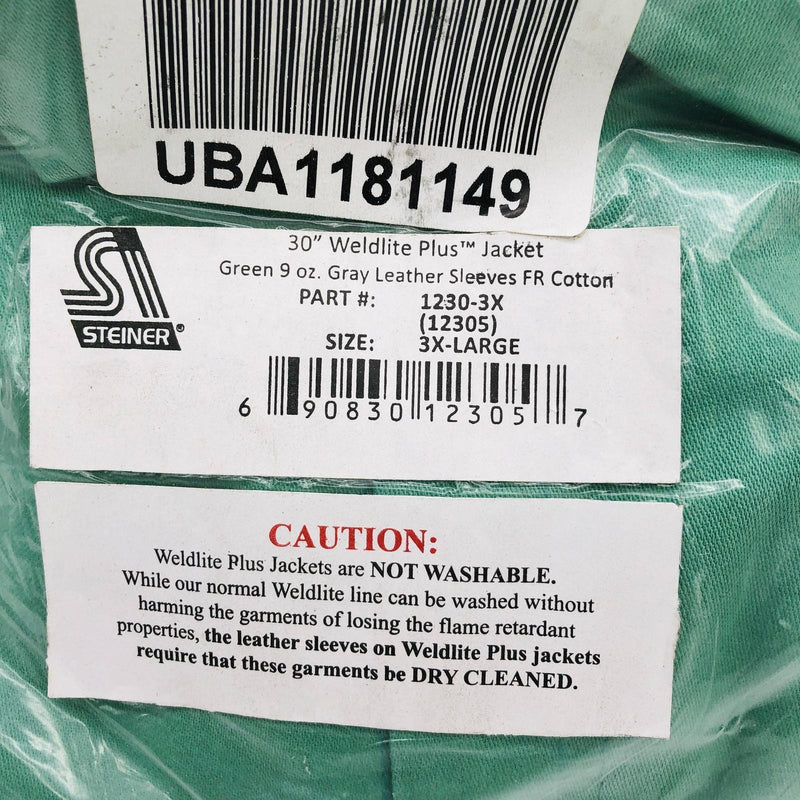 UBA1181149
30” Weldlite Plus™ Jacket
Green 9 oz. Gray Leather Sleeves FR Cotton
PART #: 1230-3X
(12305)
SIZE: 3X-LARGE
STEINER®
6 90830 12305 7
CAUTION:
Weldlite Plus Jackets are NOT WASHABLE.
While our normal Weldlite line can be washed without
harming the garments of losing the flame retardant
properties, the leather sleeves on Weldlite Plus jackets
require that these garments be DRY CLEANED.